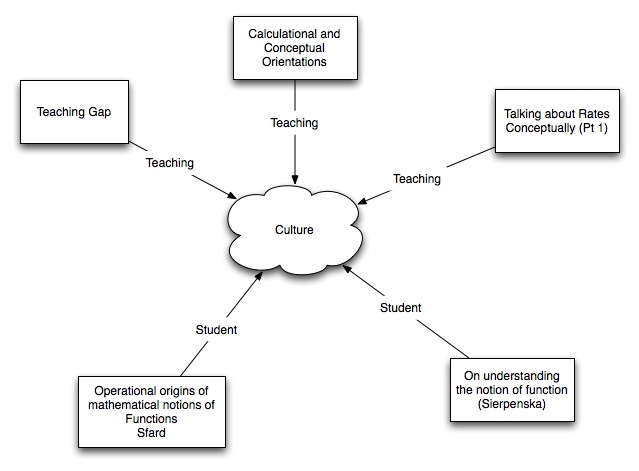 Calculational and
Conceptual
Orientations
Teaching Gap
Talking about Rates
Conceptually (Pt 1)
Teaching
Teaching
Teaching
Culture
Student
Student
Operational origins of
mathematical notions of
Functions
Sfard
On understanding
the notion of function
(Sierpenska)